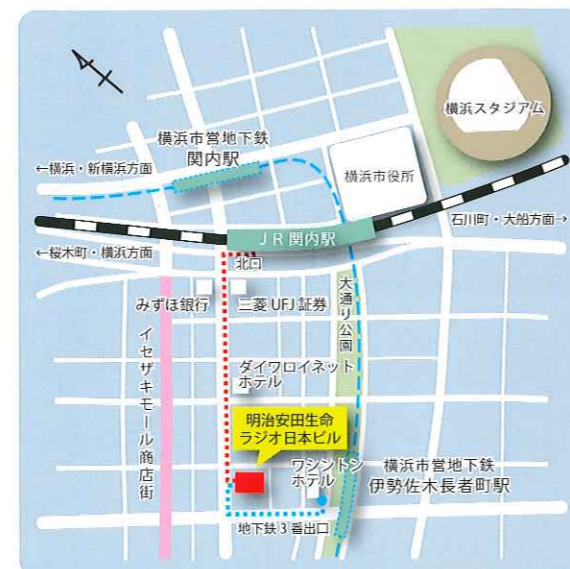 横浜スタジアム
横浜市営地下鉄
関内駅
←横浜・新横浜方面
横浜市役所
石川町・大船方面→
JR関内駅
←桜木町・横浜方面
北口
みずほ銀行
三菱UFJ証券
大通り公園
イセザキモール商店街
ダイワロイネット
ホテル
明治安田生命
ラジオ日本ビル
ワシントン
ホテル
横浜市営地下鉄
伊勢佐木長者町駅
地下鉄3番出口